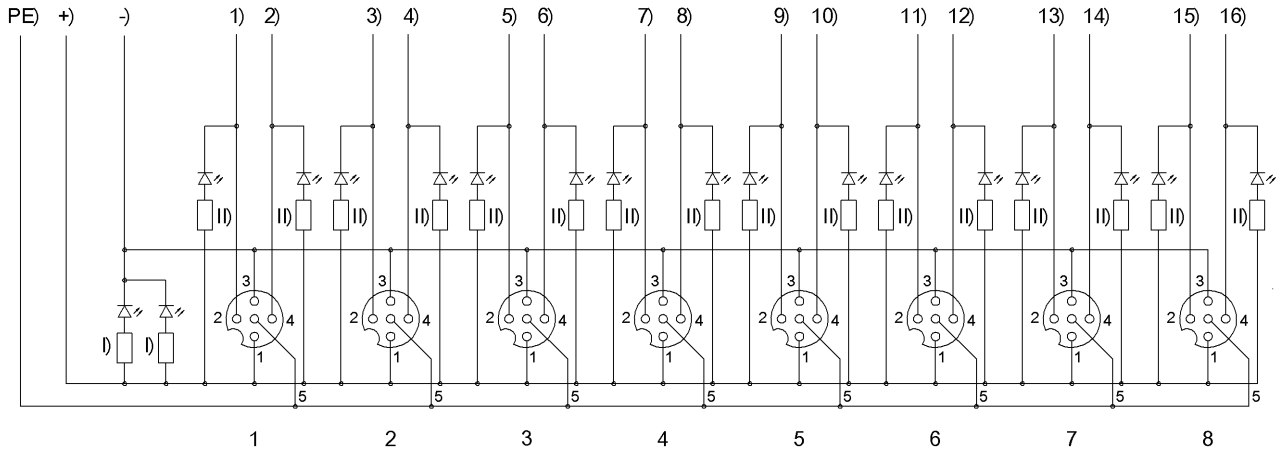 PE) +) -) 1) 2) 3) 4) 5) 6) 7) 8) 9) 10) 11) 12) 13) 14) 15) 16)
II) II) II) II) II) II) II) II) II) II) II) II) II) II) II) II)
3 3 3 3 3 3 3 3
2 4 2 4 2 4 2 4 2 4 2 4 2 4 2 4
I) I)
1 1 1 1 1 1 1 1
5 5 5 5 5 5 5 5
1 2 3 4 5 6 7 8